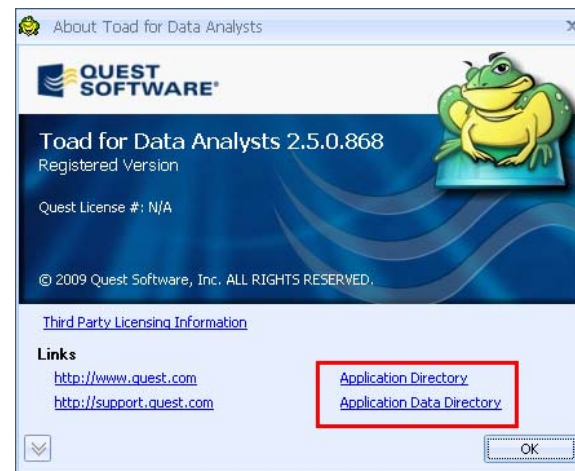 About Toad for Data Analysts
QUEST
SOFTWARE®
Toad for Data Analysts 2.5.0.868
Registered Version
Quest License #: N/A
© 2009 Quest Software, Inc. ALL RIGHTS RESERVED.
Third Party Licensing Information
Links
http://www.quest.com
Application Directory
http://support.quest.com
Application Data Directory
OK